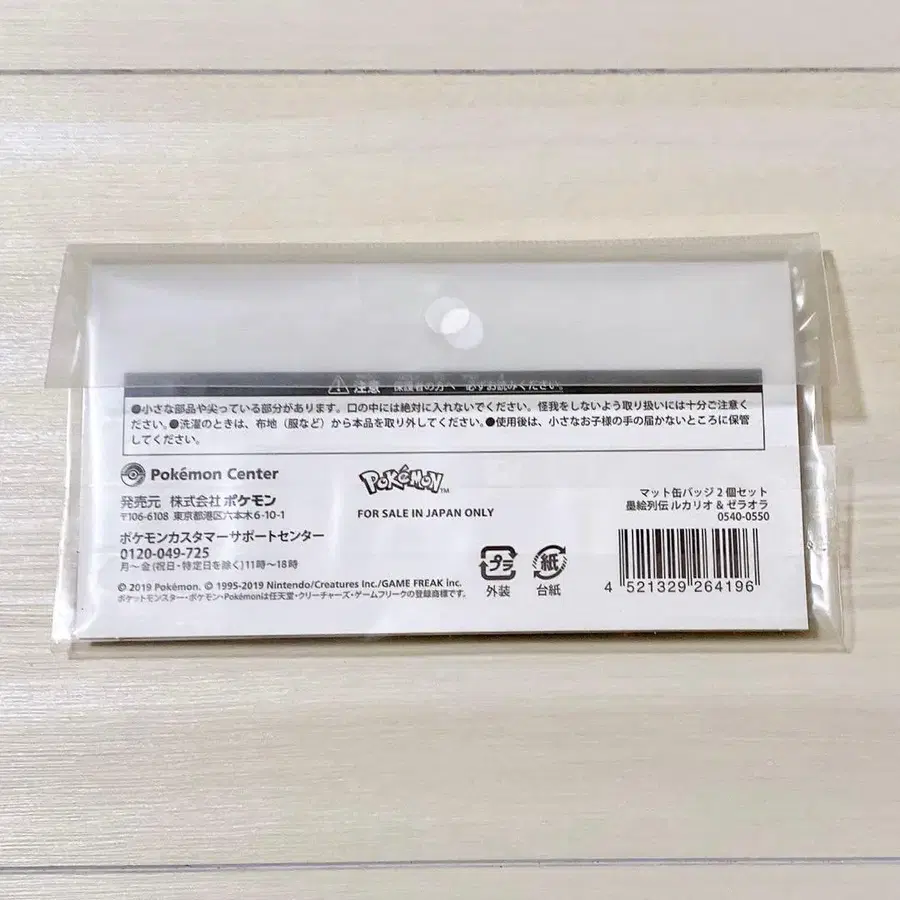 ⚠ 注意 保護者の方へ 必ずお読みください。
●小さな部品や尖っている部分があります。口の中には絶対に入れないでください。怪我をしないよう取り扱いには十分ご注意く
ださい。●洗濯のときは、布地（服など）から本品を取り外してください。●使用後は、小さなお子様の手の届かないところに保管
してください。
Pokémon Center
発売元 株式会社ポケモン
〒106-6108 東京都港区六本木6-10-1
ポケモンカスタマーサポートセンター
0120-049-725
月～金(祝日・特定日を除く)11時～18時
© 2019 Pokémon. © 1995-2019 Nintendo/Creatures Inc./GAME FREAK inc.
ポケットモンスター・ポケモン・Pokémonは任天堂・クリーチャーズ・ゲームフリークの登録商標です。
POKéMON™
FOR SALE IN JAPAN ONLY
プラ
外装
紙
台紙
マット缶バッジ 2 個セット
墨絵列伝 ルカリオ & ゼラオラ
0540-0550
4 521329 264196